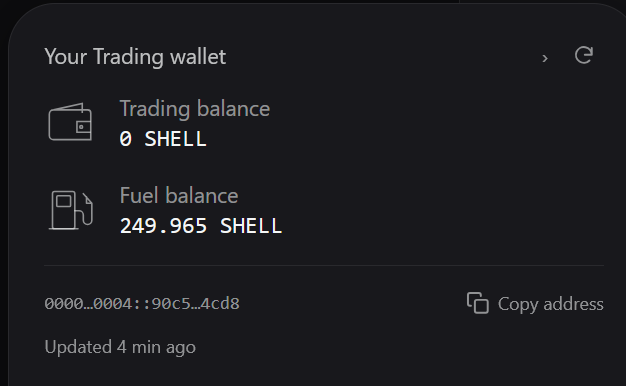 Your Trading wallet
Trading balance
0 SHELL
Fuel balance
249.965 SHELL
0000…0004::90c5…4cd8
Copy address
Updated 4 min ago